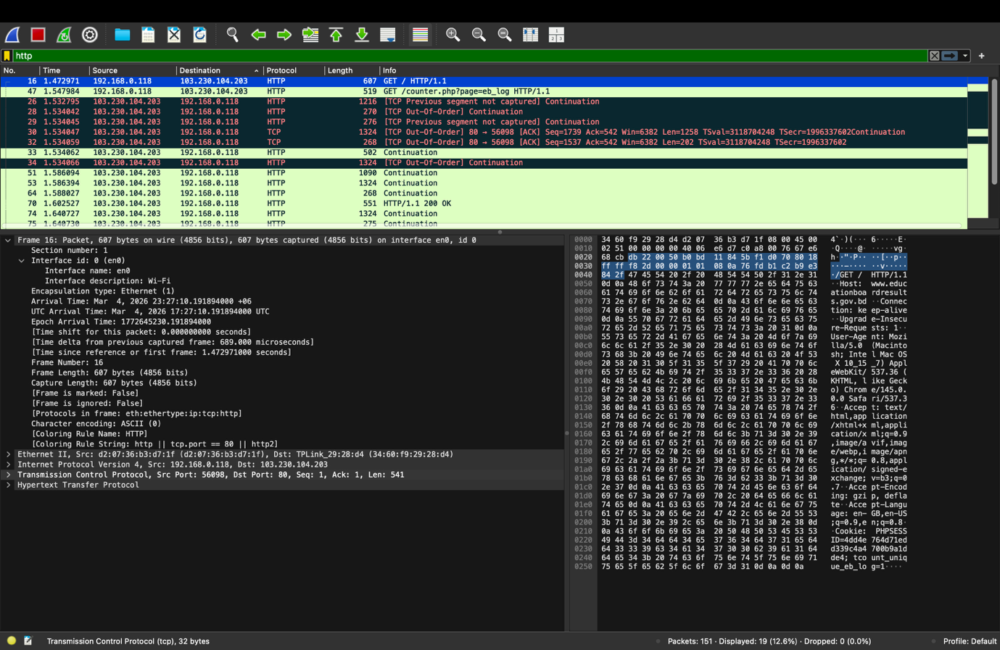 http
No. Time Source Destination Protocol Length Info
16 1.472971 192.168.0.118 103.230.104.203 HTTP 607 GET / HTTP/1.1
47 1.547984 192.168.0.118 103.230.104.203 HTTP 519 GET /counter.php?page=eb_log HTTP/1.1
26 1.532795 103.230.104.203 192.168.0.118 HTTP 1216 [TCP Previous segment not captured] Continuation
28 1.534042 103.230.104.203 192.168.0.118 HTTP 270 [TCP Out-Of-Order] Continuation
29 1.534045 103.230.104.203 192.168.0.118 HTTP 276 [TCP Previous segment not captured] Continuation
30 1.534047 103.230.104.203 192.168.0.118 TCP 1324 [TCP Out-Of-Order] 80 → 56098 [ACK] Seq=1739 Ack=542 Win=6382 Len=1258 TSval=3118704248 TSecr=1996337602Continuation
32 1.534059 103.230.104.203 192.168.0.118 TCP 268 [TCP Out-Of-Order] 80 → 56098 [ACK] Seq=1537 Ack=542 Win=6382 Len=202 TSval=3118704248 TSecr=1996337602
33 1.534062 103.230.104.203 192.168.0.118 HTTP 502 Continuation
34 1.534066 103.230.104.203 192.168.0.118 HTTP 1324 [TCP Out-Of-Order] Continuation
51 1.586094 103.230.104.203 192.168.0.118 HTTP 1090 Continuation
53 1.586394 103.230.104.203 192.168.0.118 HTTP 1324 Continuation
64 1.588027 103.230.104.203 192.168.0.118 HTTP 268 Continuation
70 1.602527 103.230.104.203 192.168.0.118 HTTP 551 HTTP/1.1 200 OK
74 1.640727 103.230.104.203 192.168.0.118 HTTP 1324 Continuation
75 1.640730 103.230.104.203 192.168.0.118 HTTP 275 Continuation
Frame 16: Packet, 607 bytes on wire (4856 bits), 607 bytes captured (4856 bits) on interface en0, id 0
Section number: 1
Interface id: 0 (en0)
Interface name: en0
Interface description: Wi-Fi
Encapsulation type: Ethernet (1)
Arrival Time: Mar  4, 2026 23:27:10.191894000 +06
UTC Arrival Time: Mar  4, 2026 17:27:10.191894000 UTC
Epoch Arrival Time: 1772645230.191894000
[Time shift for this packet: 0.000000000 seconds]
[Time delta from previous captured frame: 689.000 microseconds]
[Time since reference or first frame: 1.472971000 seconds]
Frame Number: 16
Frame Length: 607 bytes (4856 bits)
Capture Length: 607 bytes (4856 bits)
[Frame is marked: False]
[Frame is ignored: False]
[Protocols in frame: eth:ethertype:ip:tcp:http]
Character encoding: ASCII (0)
[Coloring Rule Name: HTTP]
[Coloring Rule String: http || tcp.port == 80 || http2]
Ethernet II, Src: d2:07:36:b3:d7:1f (d2:07:36:b3:d7:1f), Dst: TPLink_29:28:d4 (34:60:f9:29:28:d4)
Internet Protocol Version 4, Src: 192.168.0.118, Dst: 103.230.104.203
Transmission Control Protocol, Src Port: 56098, Dst Port: 80, Seq: 1, Ack: 1, Len: 541
Hypertext Transfer Protocol
0000 34 60 f9 29 28 d4 d2 07 36 b3 d7 1f 08 00 45 00 4`·)(··· 6·····E·
0010 02 51 00 00 00 00 40 06 e6 d7 c0 a8 00 76 67 e6 ·Q····@· ·····vg·
0020 68 cb db 22 00 50 b0 bd 11 84 5b f1 d0 70 80 18 h··"·P·· ··[··p··
0030 ff ff f8 2d 00 00 01 01 08 0a 76 fd b1 c2 b9 e3 ···-···· ··v·····
0040 84 2f 47 45 54 20 2f 20 48 54 54 50 2f 31 2e 31 ·/GET / HTTP/1.1
0050 0d 0a 48 6f 73 74 3a 20 77 77 77 2e 65 64 75 63 ··Host: www.educ
0060 61 74 69 6f 6e 62 6f 61 72 64 72 65 73 75 6c 74 ationboa rdresult
0070 73 2e 67 6f 76 2e 62 64 0d 0a 43 6f 6e 6e 65 63 s.gov.bd ··Connec
0080 74 69 6f 6e 3a 20 6b 65 65 70 2d 61 6c 69 76 65 tion: ke ep-alive
0090 0d 0a 55 70 67 72 61 64 65 2d 49 6e 73 65 63 75 ··Upgrad e-Insecu
00a0 72 65 2d 52 65 71 75 65 73 74 73 3a 20 31 0d 0a re-Reque sts: 1··
00b0 55 73 65 72 2d 41 67 65 6e 74 3a 20 4d 6f 7a 69 User-Age nt: Mozi
00c0 6c 6c 61 2f 35 2e 30 20 28 4d 61 63 69 6e 74 6f lla/5.0 (Macinto
00d0 73 68 3b 20 49 6e 74 65 6c 20 4d 61 63 20 4f 53 sh; Inte l Mac OS
00e0 20 58 20 31 30 5f 31 35 5f 37 29 20 41 70 70 6c X 10_15 _7) Appl
00f0 65 57 65 62 4b 69 74 2f 35 33 37 2e 33 36 20 28 eWebKit/ 537.36 (
0100 4b 48 54 4d 4c 2c 20 6c 69 6b 65 20 47 65 63 6b KHTML, l ike Geck
0110 6f 29 20 43 68 72 6f 6d 65 2f 31 34 35 2e 30 2e o) Chrom e/145.0.
0120 30 2e 30 20 53 61 66 61 72 69 2f 35 33 37 2e 33 0.0 Safa ri/537.3
0130 36 0d 0a 41 63 63 65 70 74 3a 20 74 65 78 74 2f 6··Accep t: text/
0140 68 74 6d 6c 2c 61 70 70 6c 69 63 61 74 69 6f 6e html,app lication
0150 2f 78 68 74 6d 6c 2b 78 6d 6c 2c 61 70 70 6c 69 /xhtml+x ml,appli
0160 63 61 74 69 6f 6e 2f 78 6d 6c 3b 71 3d 30 2e 39 cation/x ml;q=0.9
0170 2c 69 6d 61 67 65 2f 61 76 69 66 2c 69 6d 61 67 ,image/a vif,imag
0180 65 2f 77 65 62 70 2c 69 6d 61 67 65 2f 61 70 6e e/webp,i mage/apn
0190 67 2c 2a 2f 2a 3b 71 3d 30 2e 38 2c 61 70 70 6c g,*/*;q= 0.8,appl
01a0 69 63 61 74 69 6f 6e 2f 73 69 67 6e 65 64 2d 65 ication/ signed-e
01b0 78 63 68 61 6e 67 65 3b 76 3d 62 33 3b 71 3d 30 xchange; v=b3;q=0
01c0 2e 37 0d 0a 41 63 63 65 70 74 2d 45 6e 63 6f 64 .7··Acce pt-Encod
01d0 69 6e 67 3a 20 67 7a 69 70 2c 20 64 65 66 6c 61 ing: gzi p, defla
01e0 74 65 0d 0a 41 63 63 65 70 74 2d 4c 61 6e 67 75 te··Acce pt-Langu
01f0 61 67 65 3a 20 65 6e 2d 47 42 2c 65 6e 2d 55 53 age: en- GB,en-US
0200 3b 71 3d 30 2e 39 2c 65 6e 3b 71 3d 30 2e 38 0d ;q=0.9,e n;q=0.8·
0210 0a 43 6f 6f 6b 69 65 3a 20 50 48 50 53 45 53 53 ·Cookie: PHPSESS
0220 49 44 3d 34 64 64 34 65 37 36 34 64 37 31 65 64 ID=4dd4e 764d71ed
0230 64 33 33 39 63 34 61 34 37 30 30 62 39 61 31 64 d339c4a4 700b9a1d
0240 64 65 34 3b 20 74 63 6f 75 6e 74 5f 75 6e 69 71 de4; tco unt_uniq
0250 75 65 5f 65 62 5f 6c 6f 67 3d 31 0d 0a 0d 0a ue_eb_lo g=1····
Transmission Control Protocol (tcp), 32 bytes
Packets: 151 · Displayed: 19 (12.6%) · Dropped: 0 (0.0%)
Profile: Default